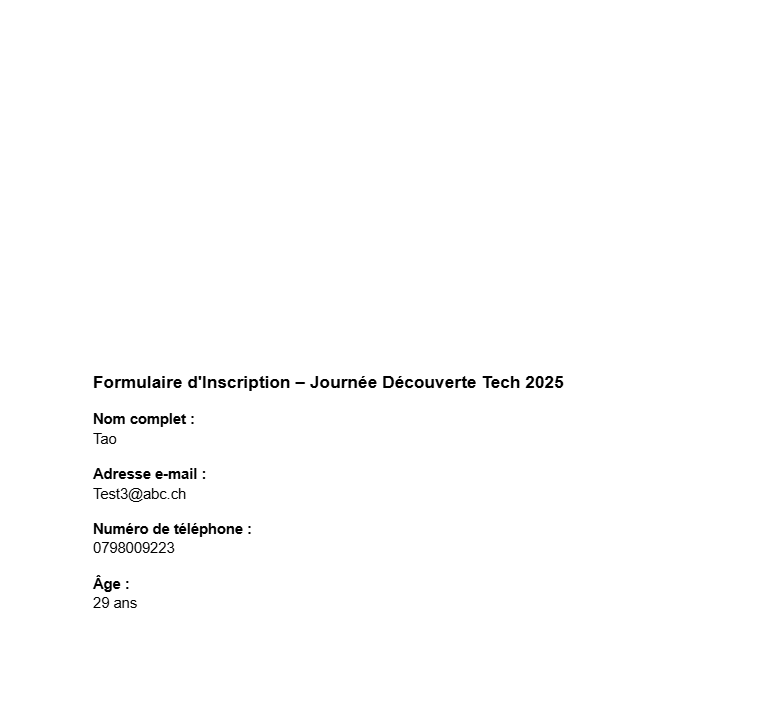 Formulaire d'Inscription – Journée Découverte Tech 2025
Nom complet :
Tao
Adresse e-mail :
Test3@abc.ch
Numéro de téléphone :
0798009223
Âge :
29 ans